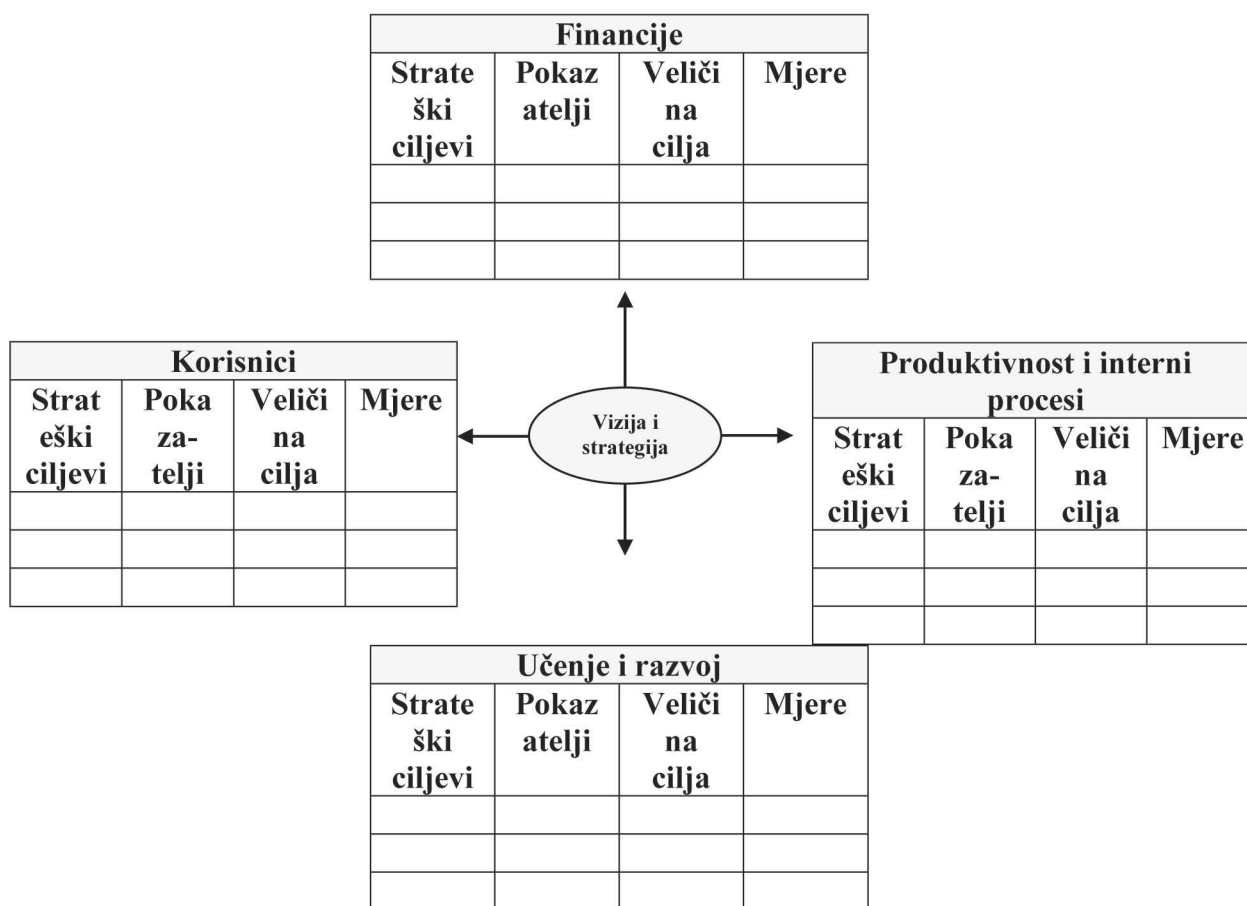 Financije
Strate Pokaz Veliči Mjere
ški atelji na
ciljevi cilja
Korisnici
Strat Poka Veliči Mjere
eški za- na
ciljevi telji cilja
Vizija i
strategija
Produktivnost i interni
procesi
Strat Poka Veliči Mjere
eški za- na
ciljevi telji cilja
Učenje i razvoj
Strate Pokaz Veliči Mjere
ški atelji na
ciljevi cilja